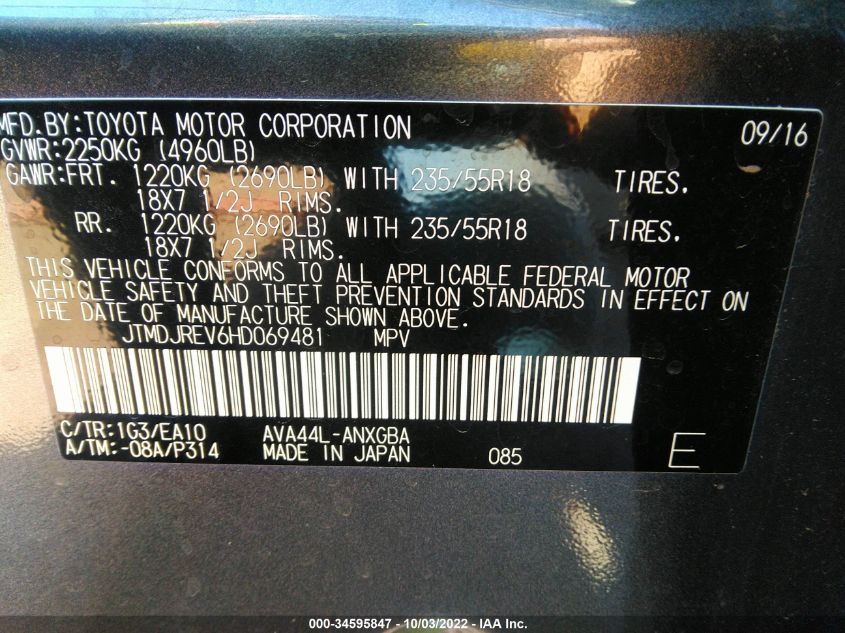 MFD.BY:TOYOTA MOTOR CORPORATION 09/16
GVWR:2250KG (4960LB)
GAWR:FRT. 1220KG (2690LB) WITH 235/55R18 TIRES.
18X7 1/2J RIMS.
RR. 1220KG (2690LB) WITH 235/55R18 TIRES.
18X7 1/2J RIMS.
THIS VEHICLE CONFORMS TO ALL APPLICABLE FEDERAL MOTOR
VEHICLE SAFETY AND THEFT PREVENTION STANDARDS IN EFFECT ON
THE DATE OF MANUFACTURE SHOWN ABOVE.
JTMDJREV6HD069481 MPV
C/TR:1G3/EA10 AVA44L-ANXGBA
A/TM:-08A/P314 MADE IN JAPAN 085 E
000-34595847 - 10/03/2022 - IAA Inc.